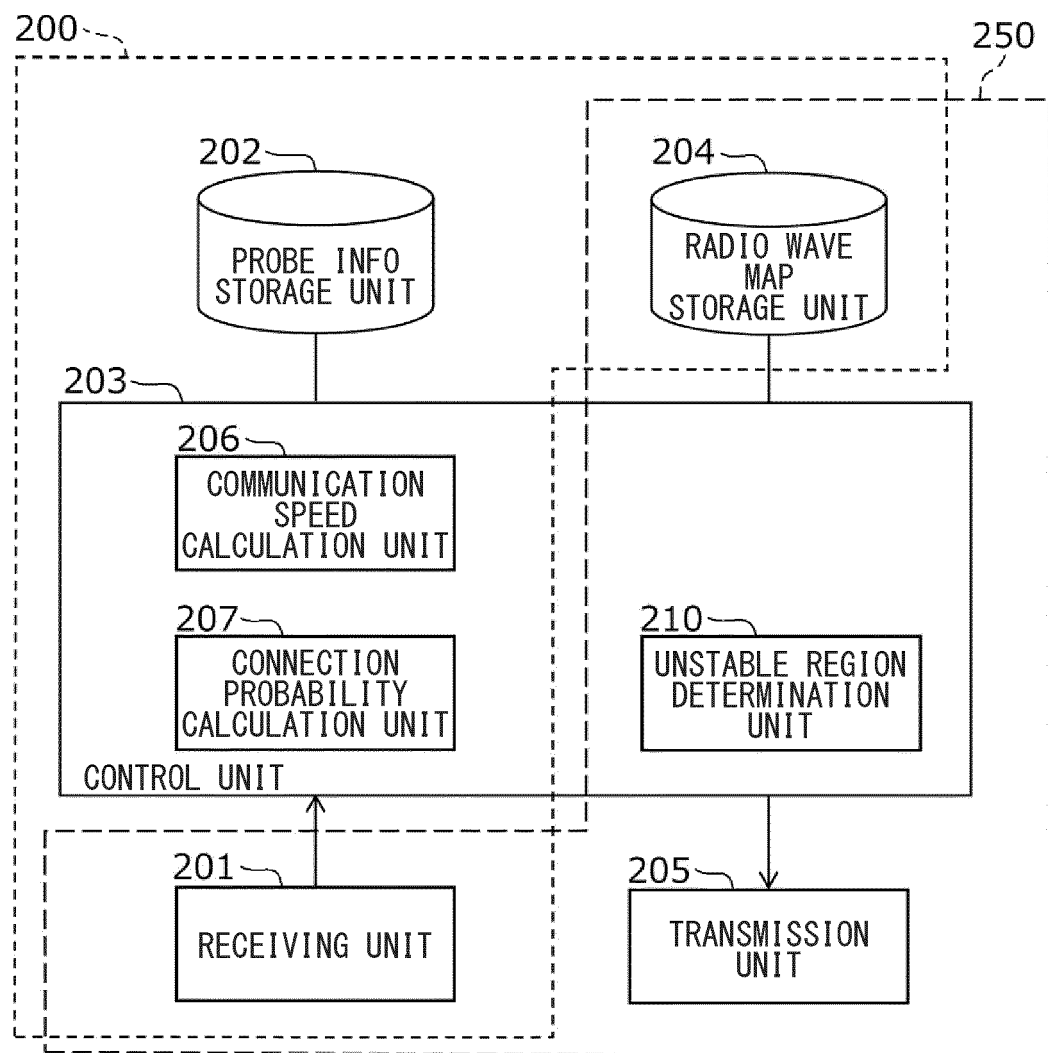 200
250
202
PROBE INFO
STORAGE UNIT
204
RADIO WAVE
MAP
STORAGE UNIT
203
206
COMMUNICATION
SPEED
CALCULATION UNIT
207
CONNECTION
PROBABILITY
CALCULATION UNIT
210
UNSTABLE REGION
DETERMINATION
UNIT
CONTROL UNIT
201
RECEIVING UNIT
205
TRANSMISSION
UNIT